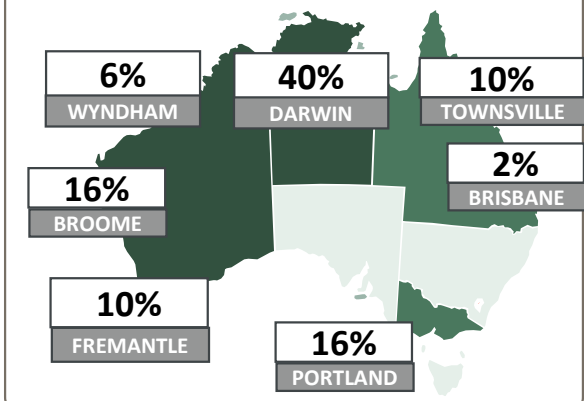 6%
WYNDHAM
40%
DARWIN
10%
TOWNSVILLE
2%
BRISBANE
16%
BROOME
10%
FREMANTLE
16%
PORTLAND